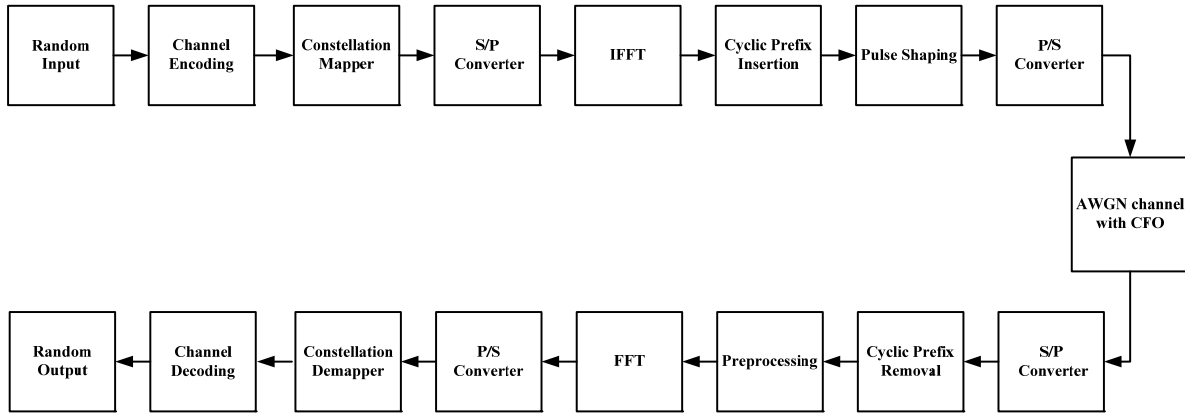 Random
Input
Channel
Encoding
Constellation
Mapper
S/P
Converter
IFFT
Cyclic Prefix
Insertion
Pulse Shaping
P/S
Converter
AWGN channel
with CFO
Random
Output
Channel
Decoding
Constellation
Demapper
P/S
Converter
FFT
Preprocessing
Cyclic Prefix
Removal
S/P
Converter